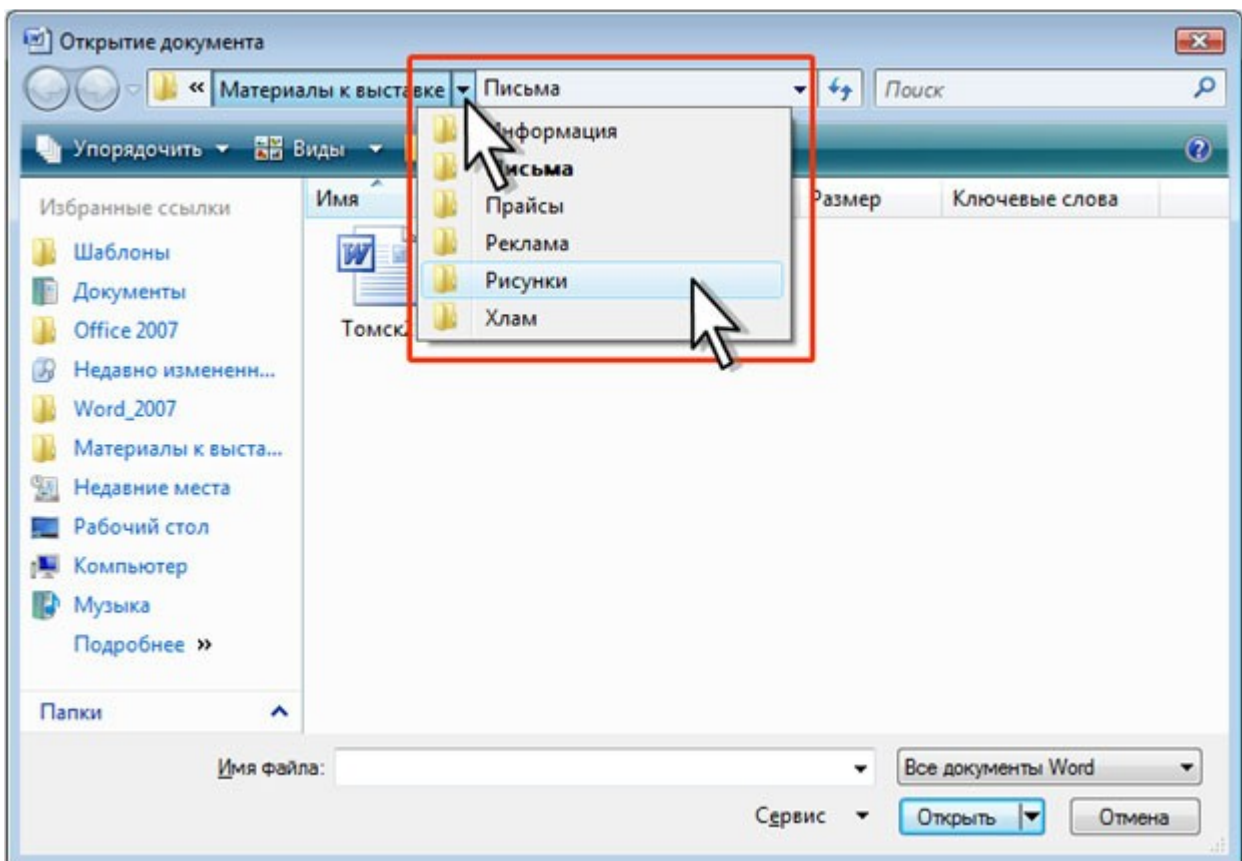 Открытие документа
« Материалы к выставке Письма
Поиск
Упорядочить Виды
Информация
Письма
Прайсы
Реклама
Рисунки
Хлам
Имя Размер Ключевые слова
Избранные ссылки
Шаблоны
Документы
Office 2007
Недавно измененн...
Word_2007
Материалы к выста...
Недавние места
Рабочий стол
Компьютер
Музыка
Подробнее »
Папки
Томск
Имя файла:
Все документы Word
Сервис
Открыть
Отмена